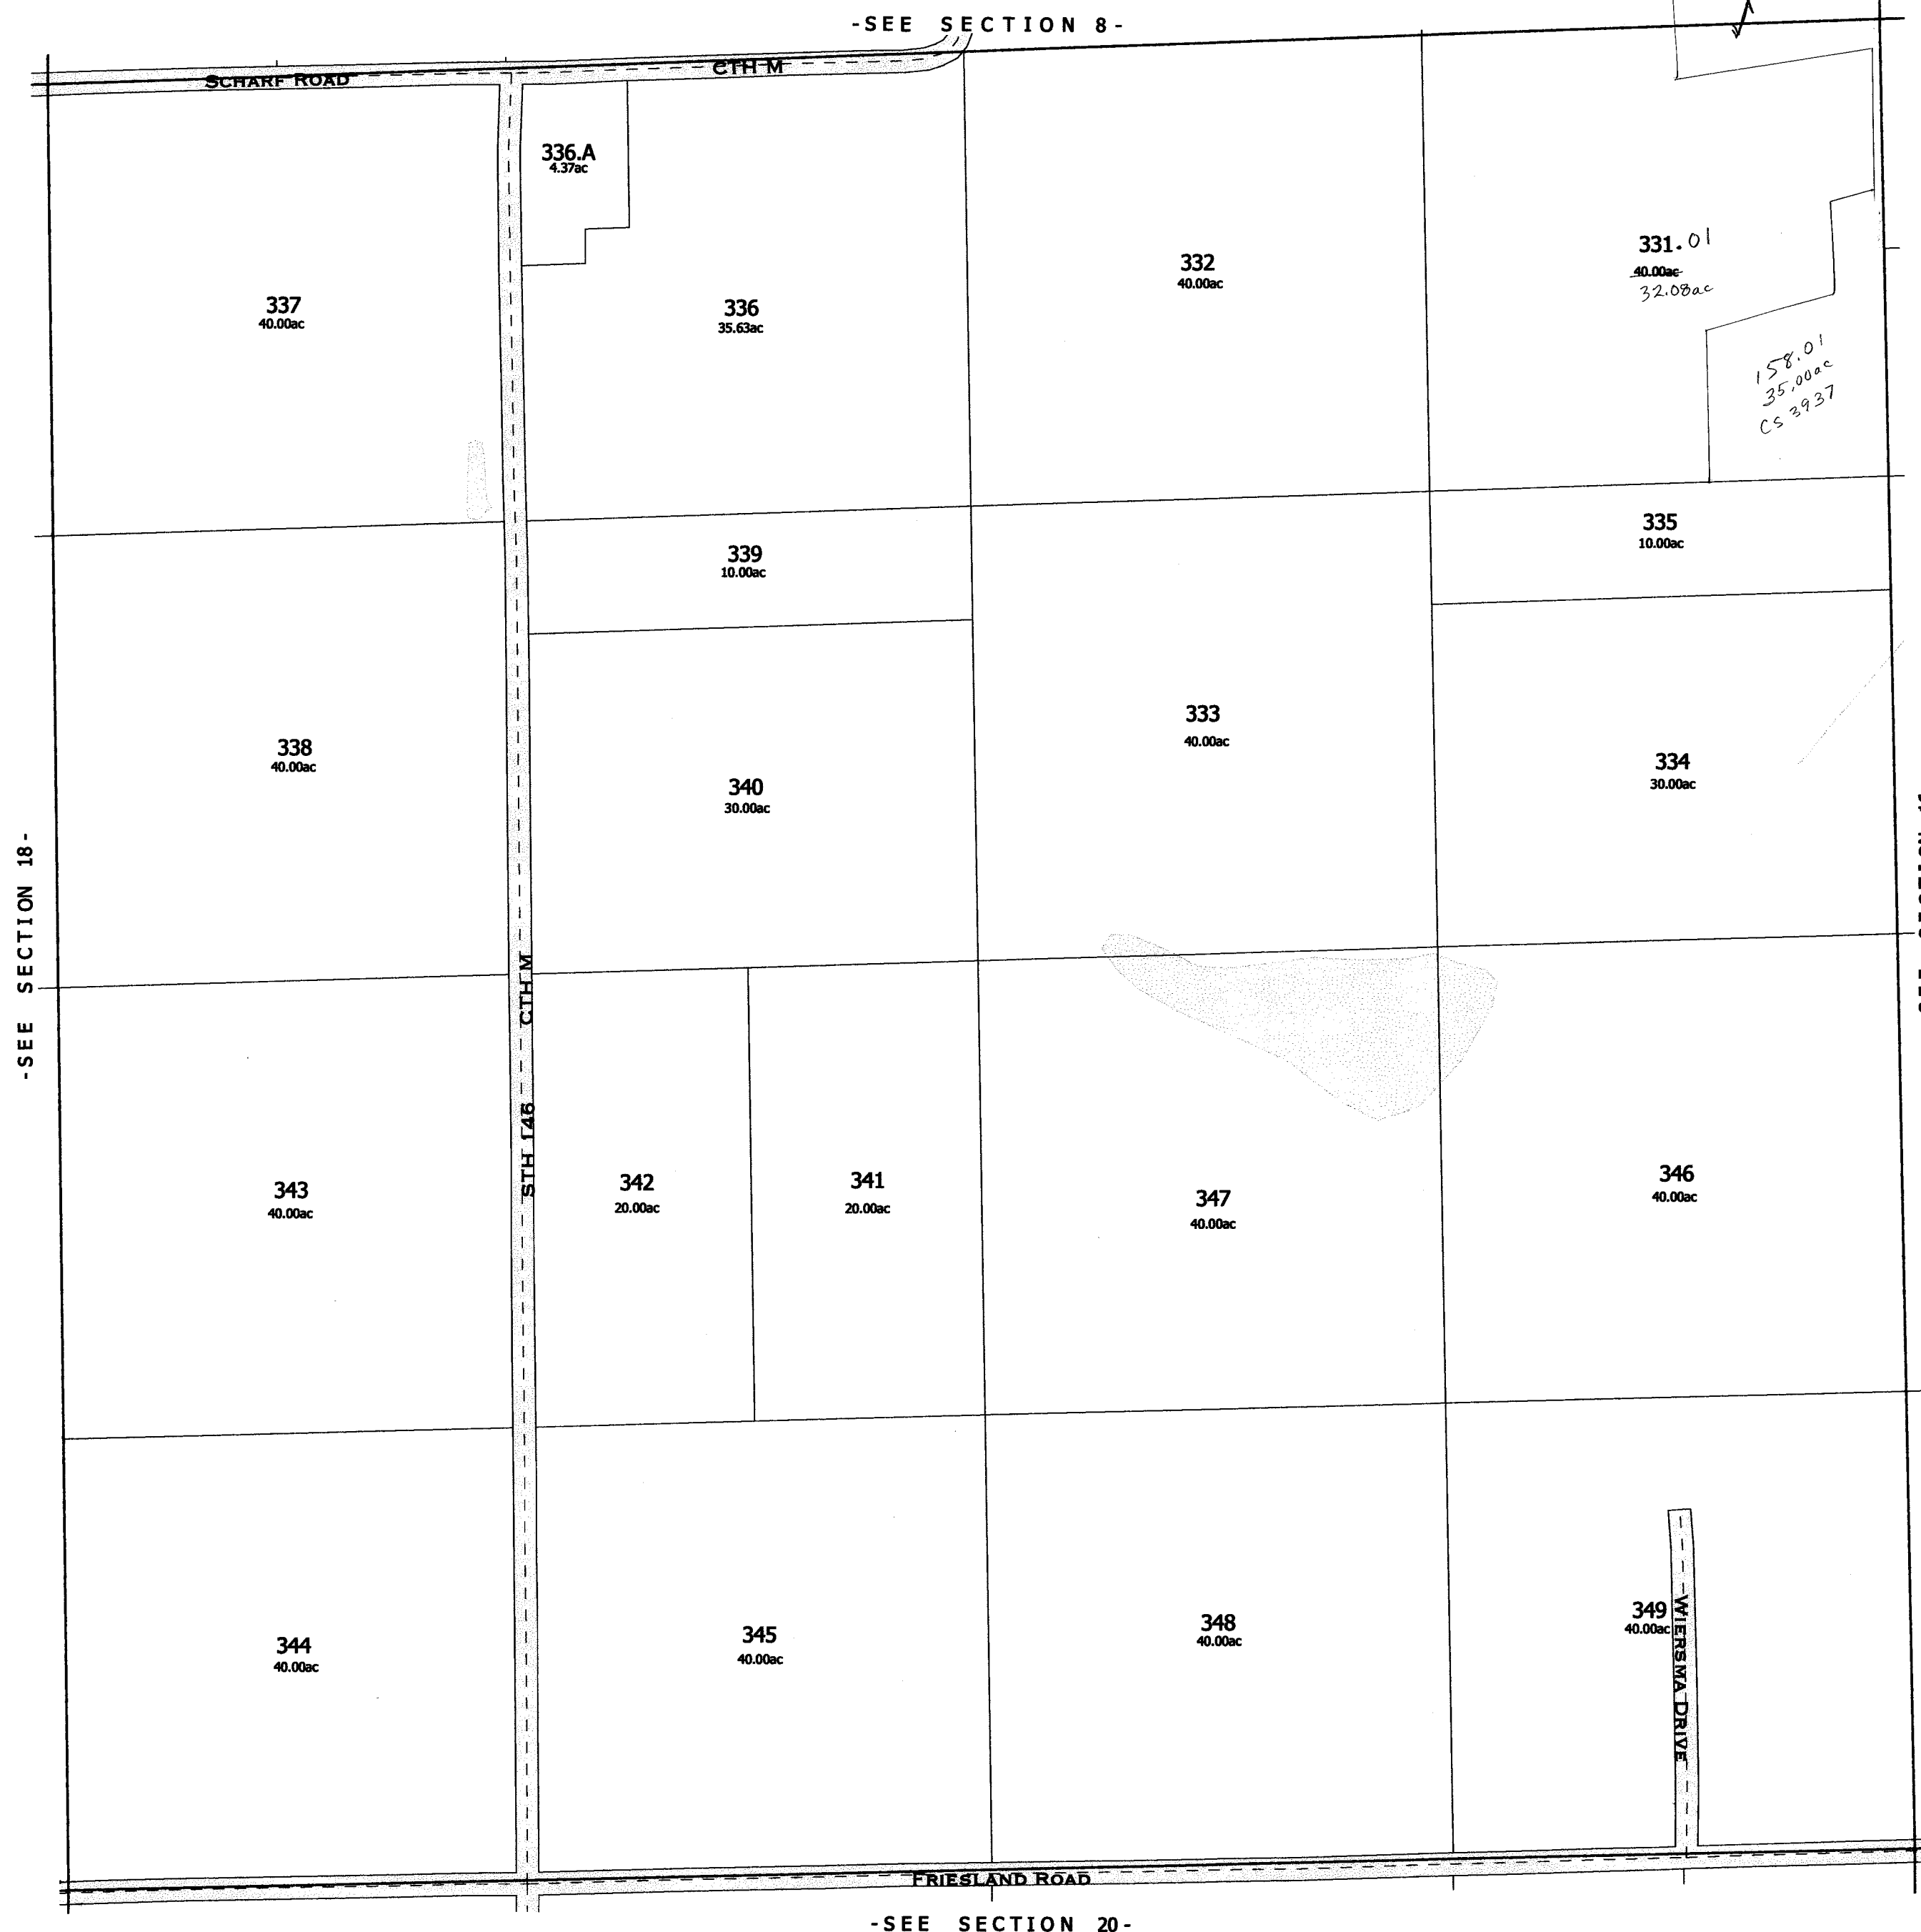 -SEE SECTION 8-
SCHARF ROAD
CTH M
336.A
4.37ac
337
40.00ac
336
35.63ac
332
40.00ac
331.01
40.00ac
32.08ac
158.01
35.00ac
CS 3937
339
10.00ac
335
10.00ac
338
40.00ac
340
30.00ac
333
40.00ac
334
30.00ac
-SEE SECTION 18-
CTH M
STH 146
343
40.00ac
342
20.00ac
341
20.00ac
347
40.00ac
346
40.00ac
344
40.00ac
345
40.00ac
348
40.00ac
349
40.00ac
WIERSMA DRIVE
FRIESLAND ROAD
-SEE SECTION 20-